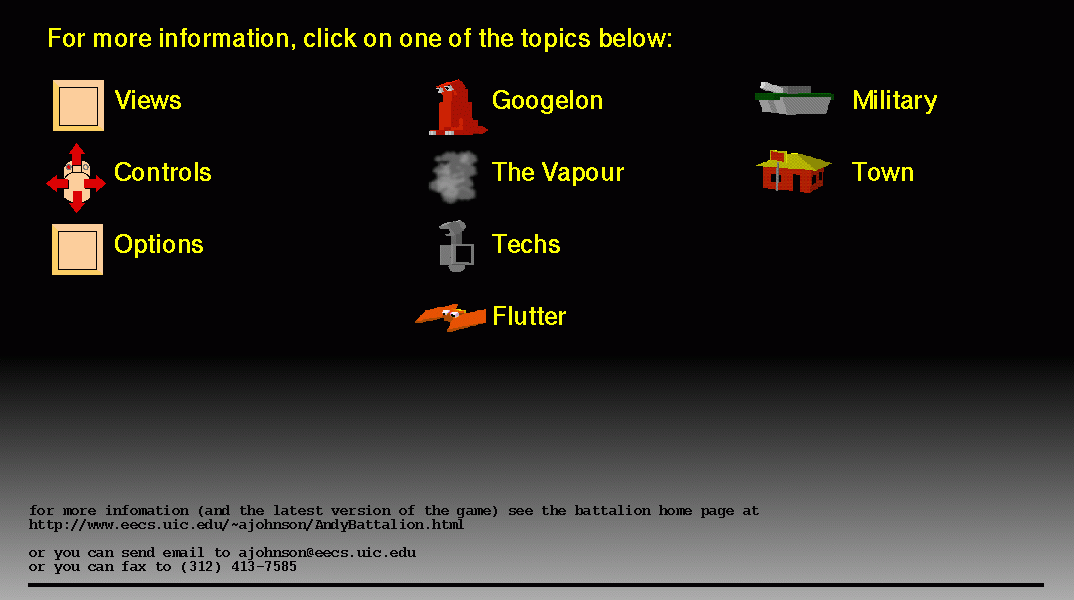 For more information, click on one of the topics below:
Views
Googelon
Military
Controls
The Vapour
Town
Options
Techs
Flutter
for more infomation (and the latest version of the game) see the battalion home page at
http://www.eecs.uic.edu/~ajohnson/AndyBattalion.html
or you can send email to ajohnson@eecs.uic.edu
or you can fax to (312) 413-7585